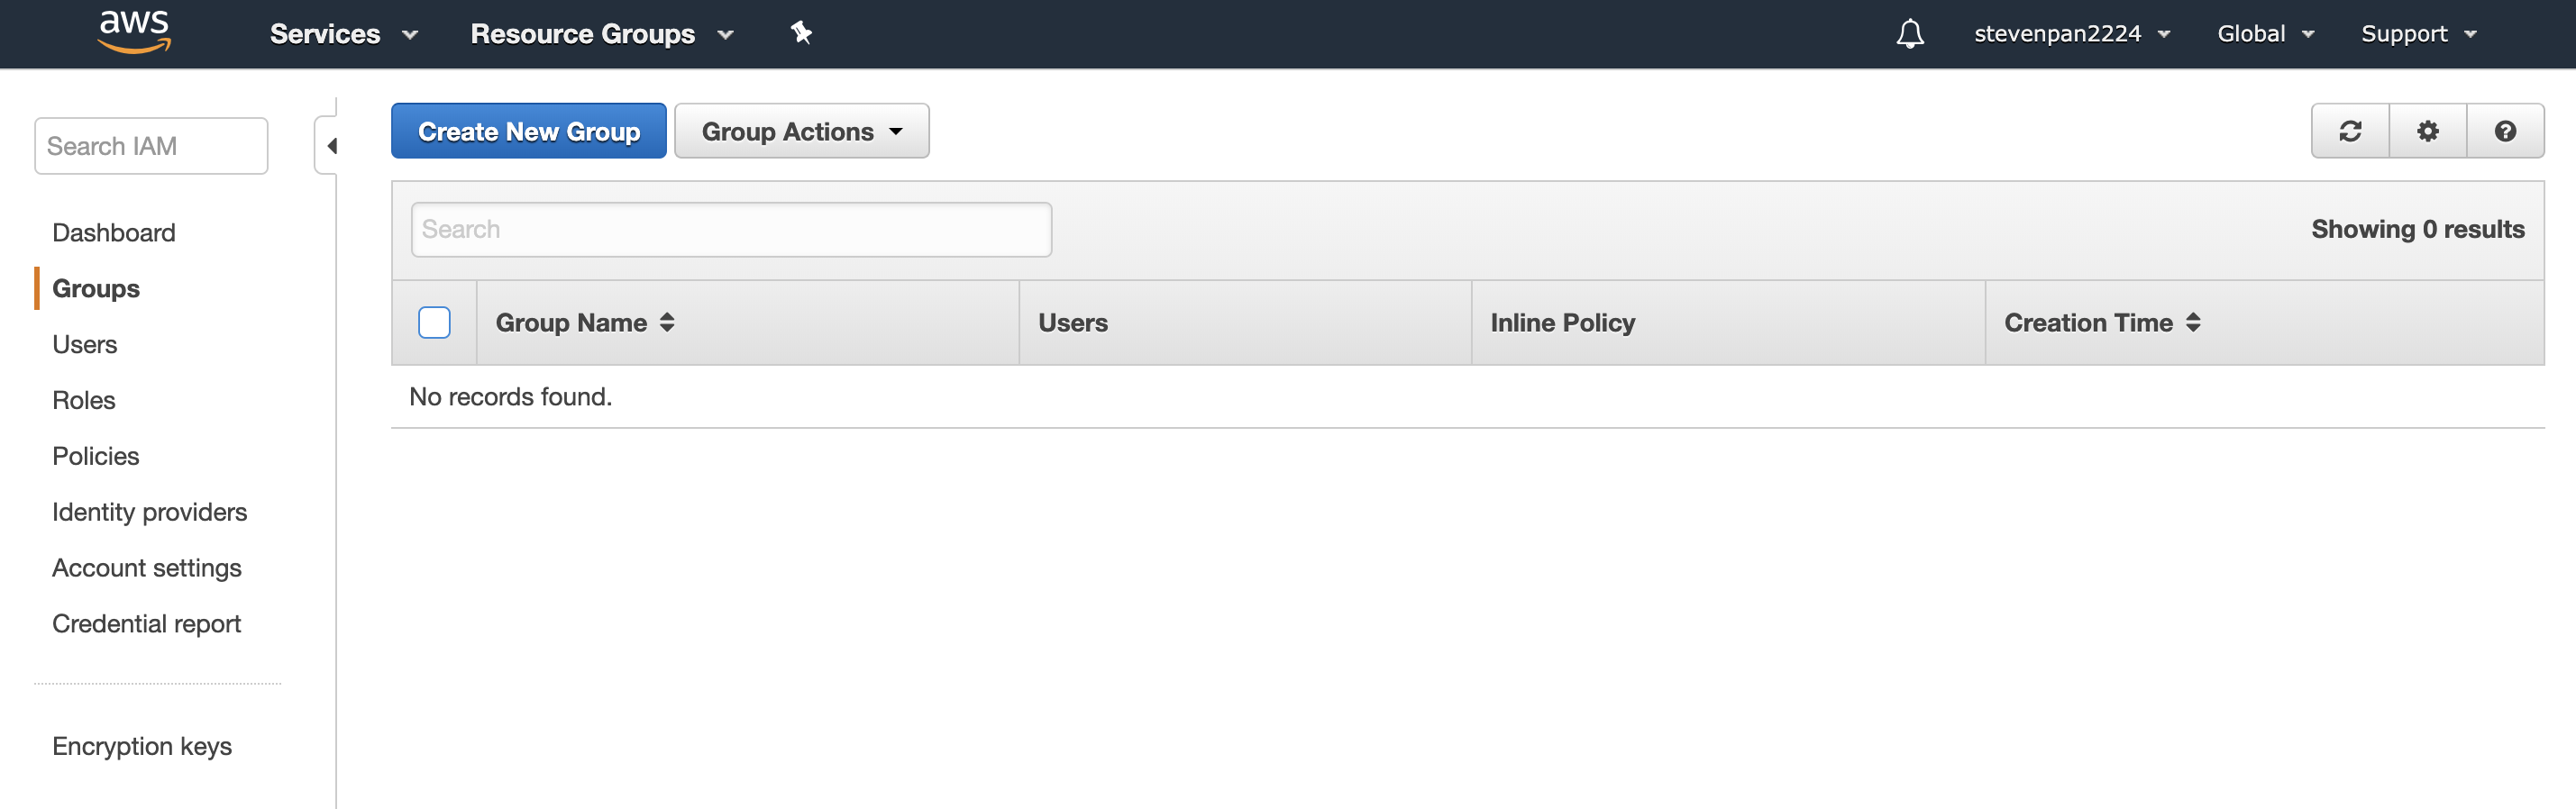 aws Services Resource Groups stevenpan2224 Global Support
Search IAM
Dashboard
Groups
Users
Roles
Policies
Identity providers
Account settings
Credential report
Encryption keys
Create New Group Group Actions
Search Showing 0 results
Group Name Users Inline Policy Creation Time
No records found.